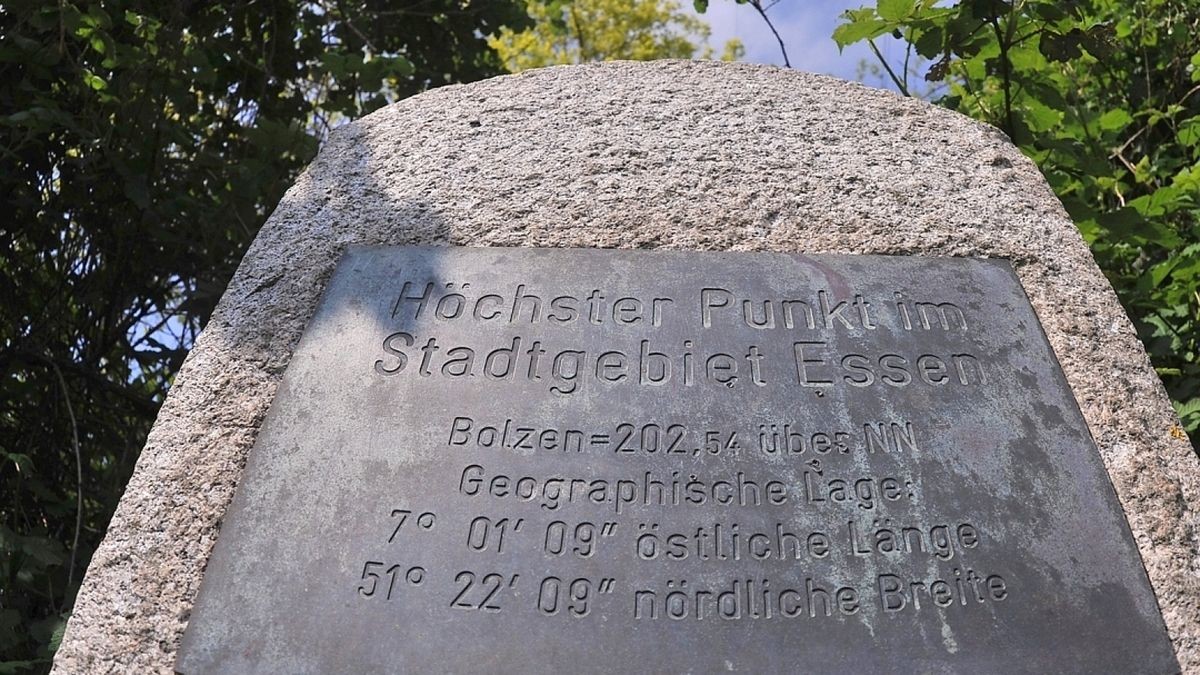 Höchster Punkt im
Stadtgebiet Essen
Bolzen=202,54 über NN
Geographische Lage:
7° 01' 09" östliche Länge
51° 22' 09" nördliche Breite